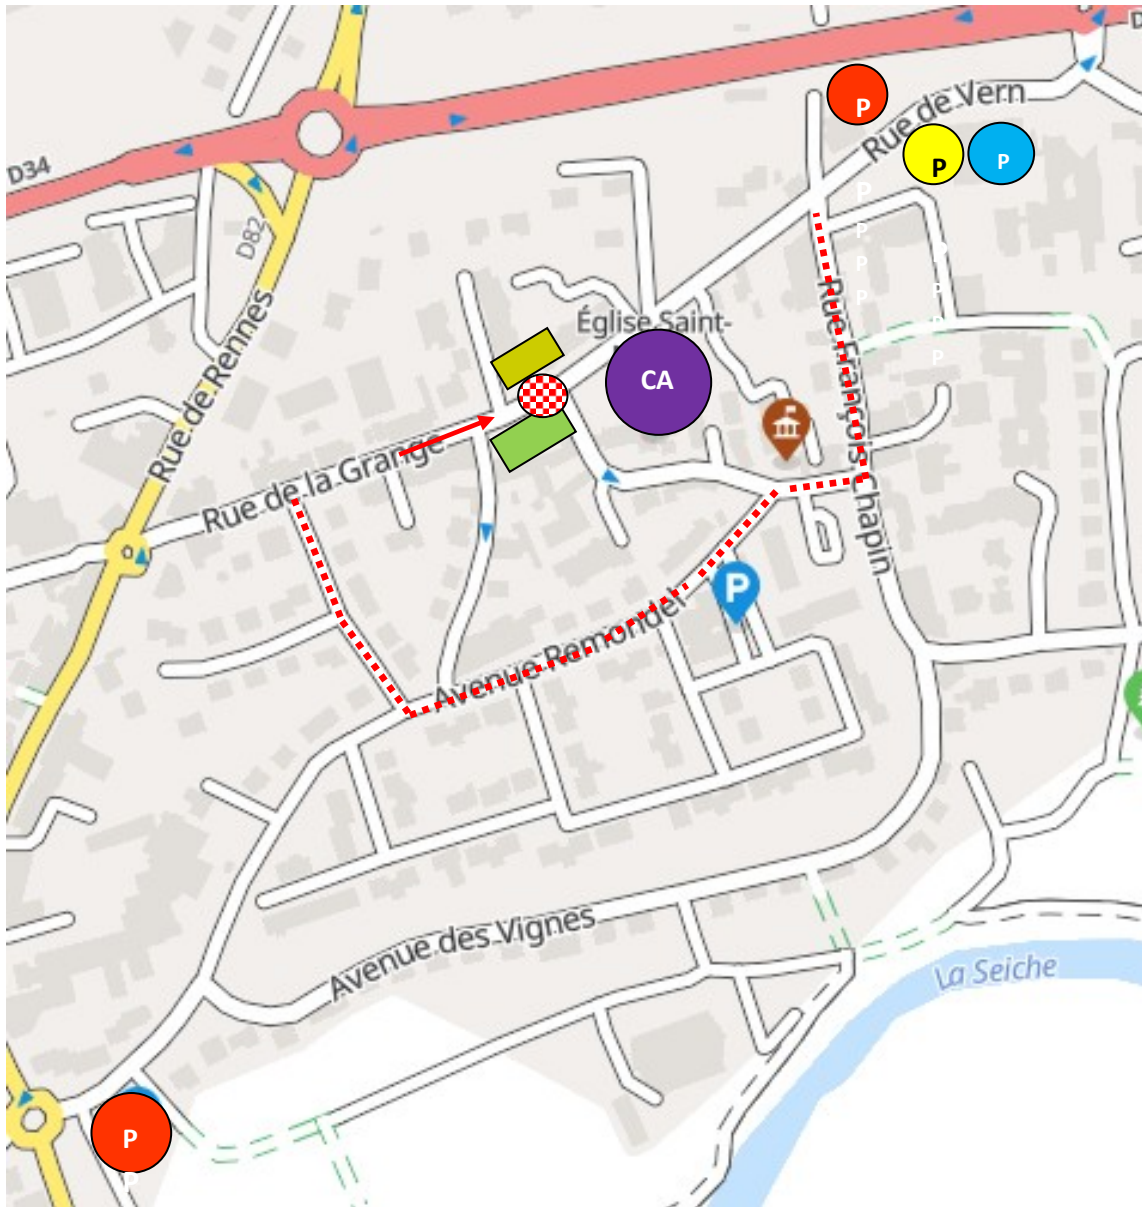 D
P
Rue de Vern
P
P
D34
P
P
P
P
D82
P
P
P
P
Rue de Rennes
Rue François Chapin
Église Saint-
CA
Rue de la Grange
P
Avenue Remondel
Avenue des Vignes
La Seiche
P
P